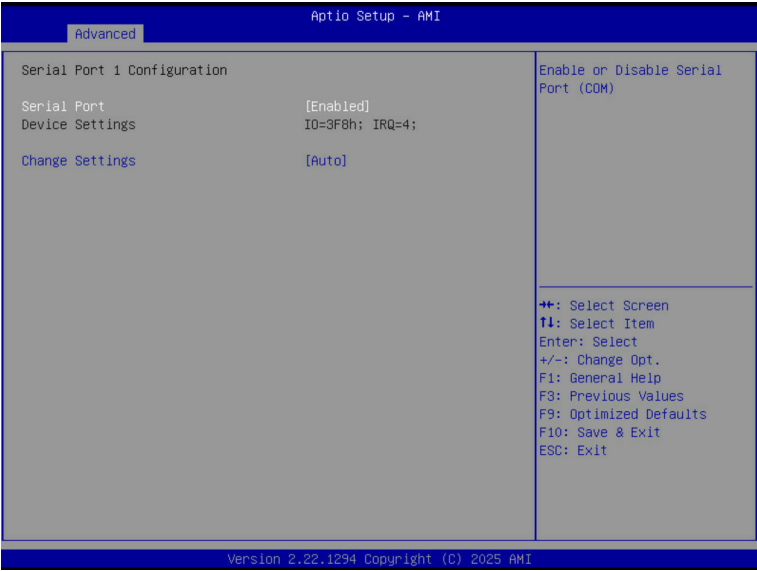 Aptio Setup – AMI
Advanced
Serial Port 1 Configuration
Serial Port [Enabled]
Device Settings IO=3F8h; IRQ=4;
Change Settings [Auto]
Enable or Disable Serial
Port (COM)
→←: Select Screen
↑↓: Select Item
Enter: Select
+/-: Change Opt.
F1: General Help
F3: Previous Values
F9: Optimized Defaults
F10: Save & Exit
ESC: Exit
Version 2.22.1294 Copyright (C) 2025 AMI